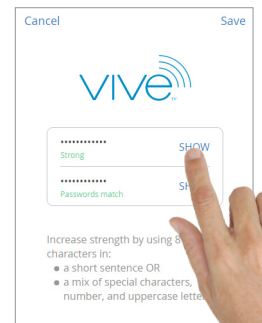 Cancel Save
vive
TM
•••••••••••• SHOW
Strong
••••••••••••
Passwords match
Increase strength by using 8
characters in:
• a short sentence OR
• a mix of special characters,
number, and uppercase